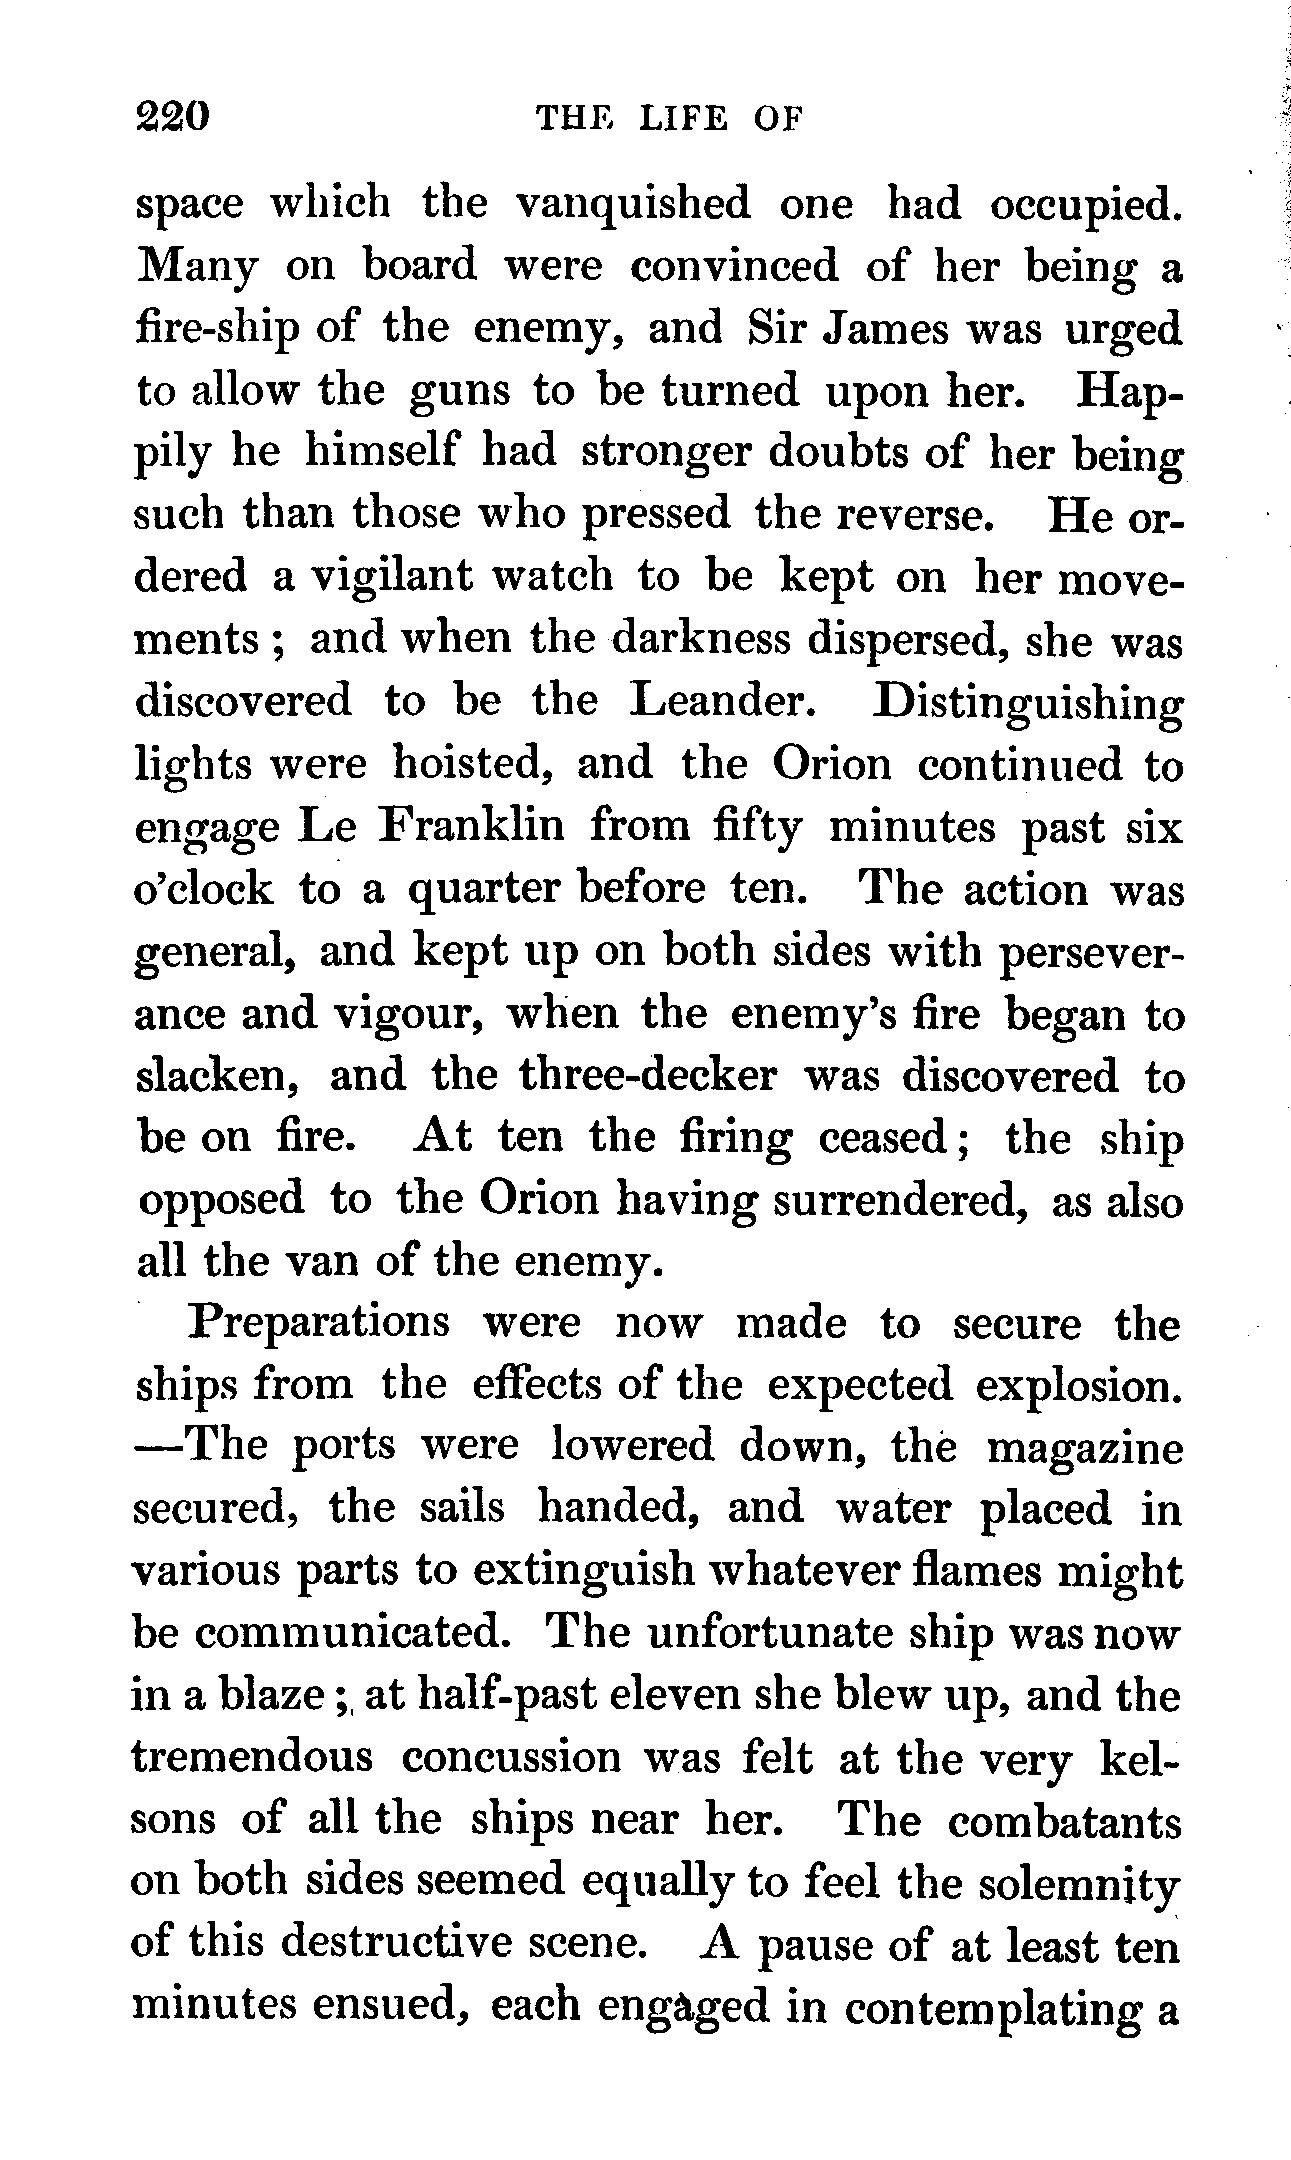 220 THE LIFE OF
space which the vanquished one had occupied.
Many on board were convinced of her being a
fire-ship of the enemy, and Sir James was urged
to allow the guns to be turned upon her. Hap-
pily he himself had stronger doubts of her being
such than those who pressed the reverse. He or-
dered a vigilant watch to be kept on her move-
ments ; and when the darkness dispersed, she was
discovered to be the Leander. Distinguishing
lights were hoisted, and the Orion continued to
engage Le Franklin from fifty minutes past six
o'clock to a quarter before ten. The action was
general, and kept up on both sides with persever-
ance and vigour, when the enemy's fire began to
slacken, and the three-decker was discovered to
be on fire. At ten the firing ceased ; the ship
opposed to the Orion having surrendered, as also
all the van of the enemy.
Preparations were now made to secure the
ships from the effects of the expected explosion.
—The ports were lowered down, the magazine
secured, the sails handed, and water placed in
various parts to extinguish whatever flames might
be communicated. The unfortunate ship was now
in a blaze ; at half-past eleven she blew up, and the
tremendous concussion was felt at the very kel-
sons of all the ships near her. The combatants
on both sides seemed equally to feel the solemnity
of this destructive scene. A pause of at least ten
minutes ensued, each engaged in contemplating a